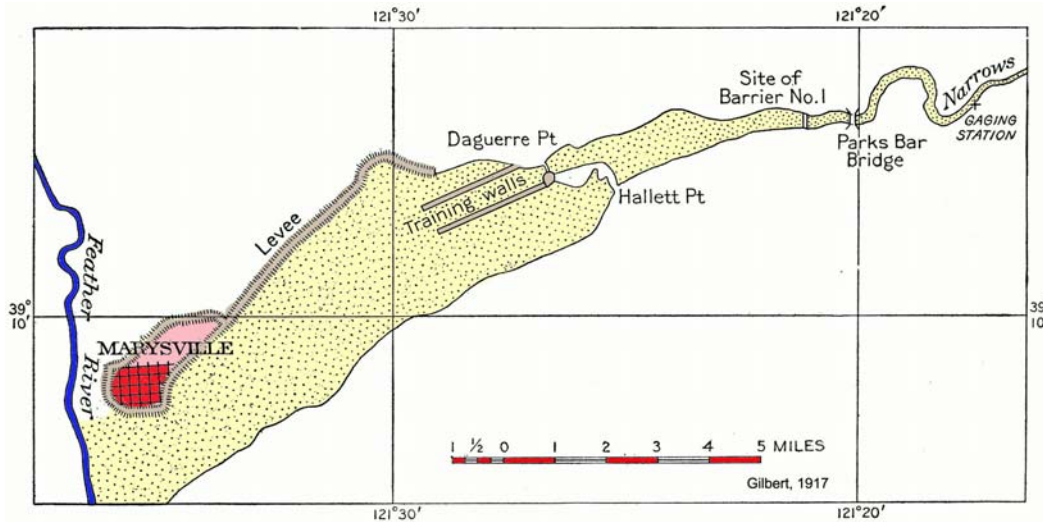 121°30′
121°20′
Narrows
Site of
Barrier No.1
GAGING
STATION
Parks Bar
Bridge
Daguerre Pt
Training walls
Hallett Pt
Levee
Feather
River
39°
10′
39°
10′
MARYSVILLE
1 ½ 0 1 2 3 4 5 MILES
Gilbert, 1917
121°30′
121°20′